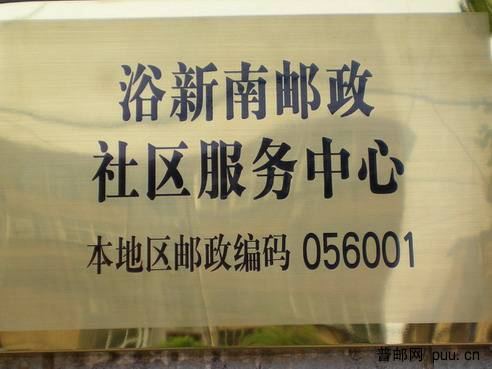 浴新南邮政
社区服务中心
本地区邮政编码 056001
普邮网 puu.cn